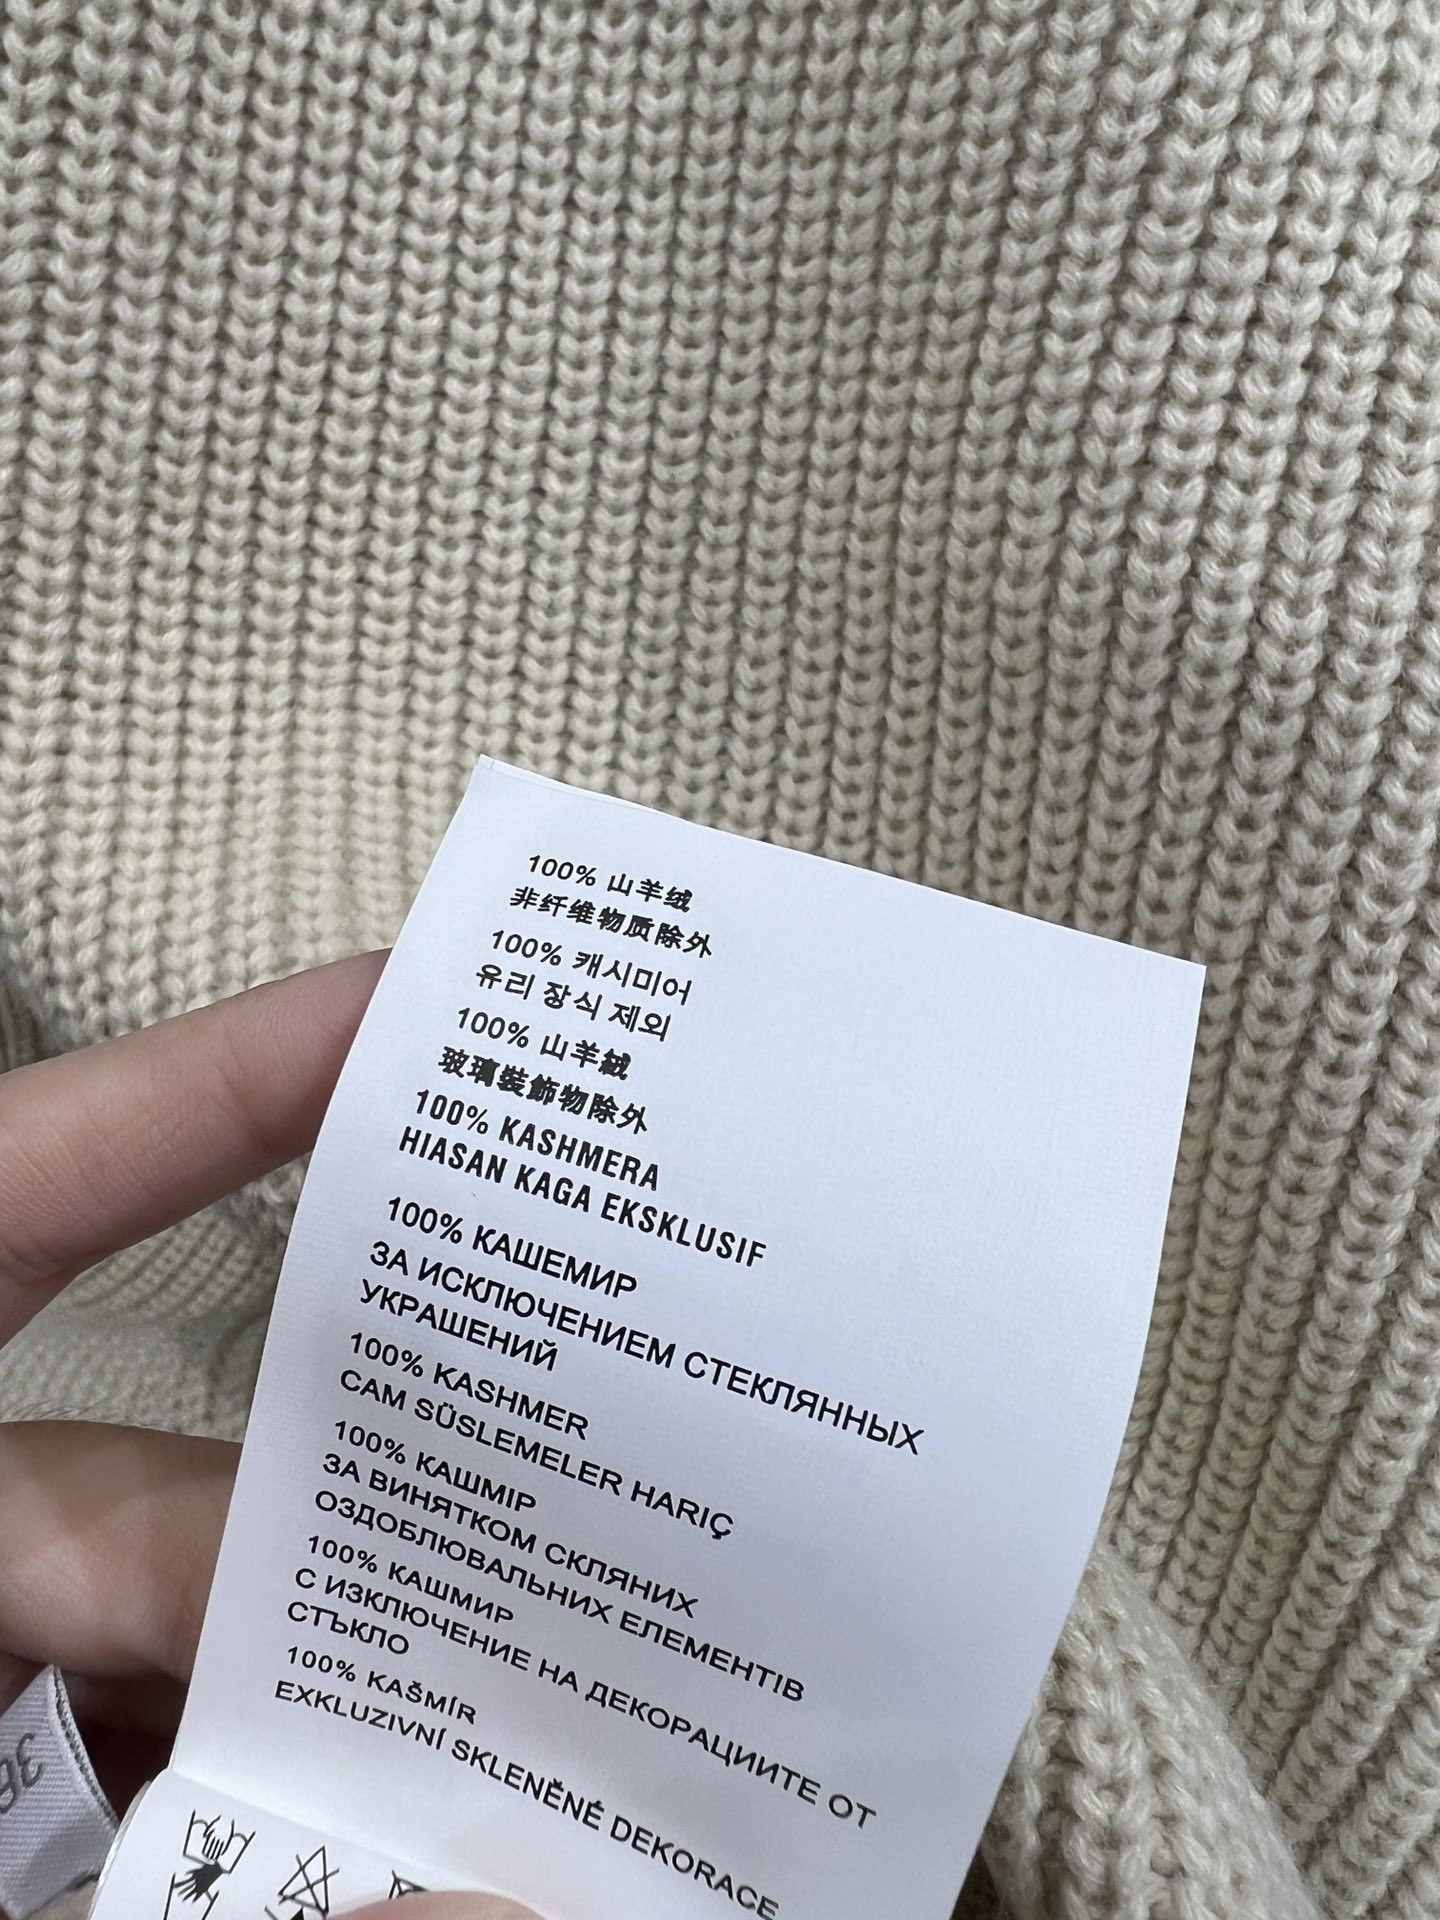 100% 山羊绒
非纤维物质除外
100% 캐시미어
유리 장식 제외
100% 山羊絨
玻璃裝飾物除外
100% KASHMERA
HIASAN KAGA EKSKLUSIF
100% КАШЕМИР
ЗА ИСКЛЮЧЕНИЕМ СТЕКЛЯННЫХ
УКРАШЕНИЙ
100% KASHMER
CAM SÜSLEMELER HARIÇ
100% КАШМІР
ЗА ВИНЯТКОМ СКЛЯНИХ
ОЗДОБЛЮВАЛЬНИХ ЕЛЕМЕНТІВ
100% КАШМИР
С ИЗКЛЮЧЕНИЕ НА ДЕКОРАЦИИТЕ ОТ
СТЪКЛО
100% KAŠMÍR
EXKLUZIVNÍ SKLENĚNÉ DEKORACE
36